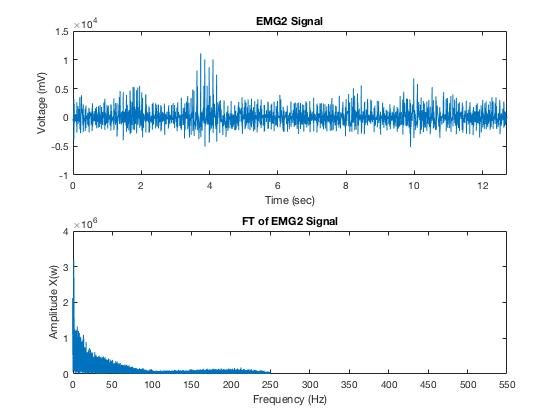 EMG2 Signal
×10⁴
1.5
1
0.5
0
-0.5
-1
Voltage (mV)
0 2 4 6 8 10 12
Time (sec)
FT of EMG2 Signal
×10⁶
4
3
2
1
0
Amplitude X(w)
0 50 100 150 200 250 300 350 400 450 500 550
Frequency (Hz)